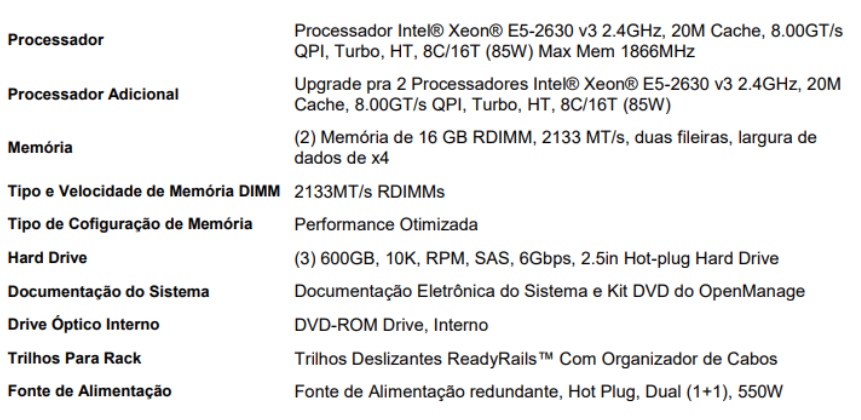 Processador Processador Intel® Xeon® E5-2630 v3 2.4GHz, 20M Cache, 8.00GT/s
QPI, Turbo, HT, 8C/16T (85W) Max Mem 1866MHz
Processador Adicional Upgrade pra 2 Processadores Intel® Xeon® E5-2630 v3 2.4GHz, 20M
Cache, 8.00GT/s QPI, Turbo, HT, 8C/16T (85W)
Memória (2) Memória de 16 GB RDIMM, 2133 MT/s, duas fileiras, largura de
dados de x4
Tipo e Velocidade de Memória DIMM 2133MT/s RDIMMs
Tipo de Cofiguração de Memória Performance Otimizada
Hard Drive (3) 600GB, 10K, RPM, SAS, 6Gbps, 2.5in Hot-plug Hard Drive
Documentação do Sistema Documentação Eletrônica do Sistema e Kit DVD do OpenManage
Drive Óptico Interno DVD-ROM Drive, Interno
Trilhos Para Rack Trilhos Deslizantes ReadyRails™ Com Organizador de Cabos
Fonte de Alimentação Fonte de Alimentação redundante, Hot Plug, Dual (1+1), 550W